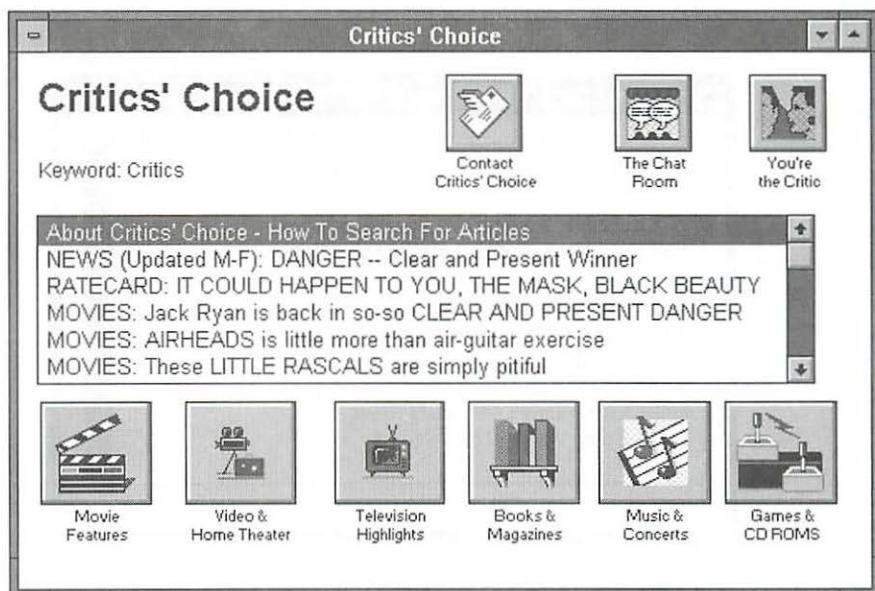 Critics' Choice
Critics' Choice
Keyword: Critics
Contact
Critics' Choice
The Chat
Room
You're
the Critic
About Critics' Choice - How To Search For Articles
NEWS (Updated M-F): DANGER -- Clear and Present Winner
RATECARD: IT COULD HAPPEN TO YOU, THE MASK, BLACK BEAUTY
MOVIES: Jack Ryan is back in so-so CLEAR AND PRESENT DANGER
MOVIES: AIRHEADS is little more than air-guitar exercise
MOVIES: These LITTLE RASCALS are simply pitiful
Movie
Features
Video &
Home Theater
Television
Highlights
Books &
Magazines
Music &
Concerts
Games &
CD ROMS